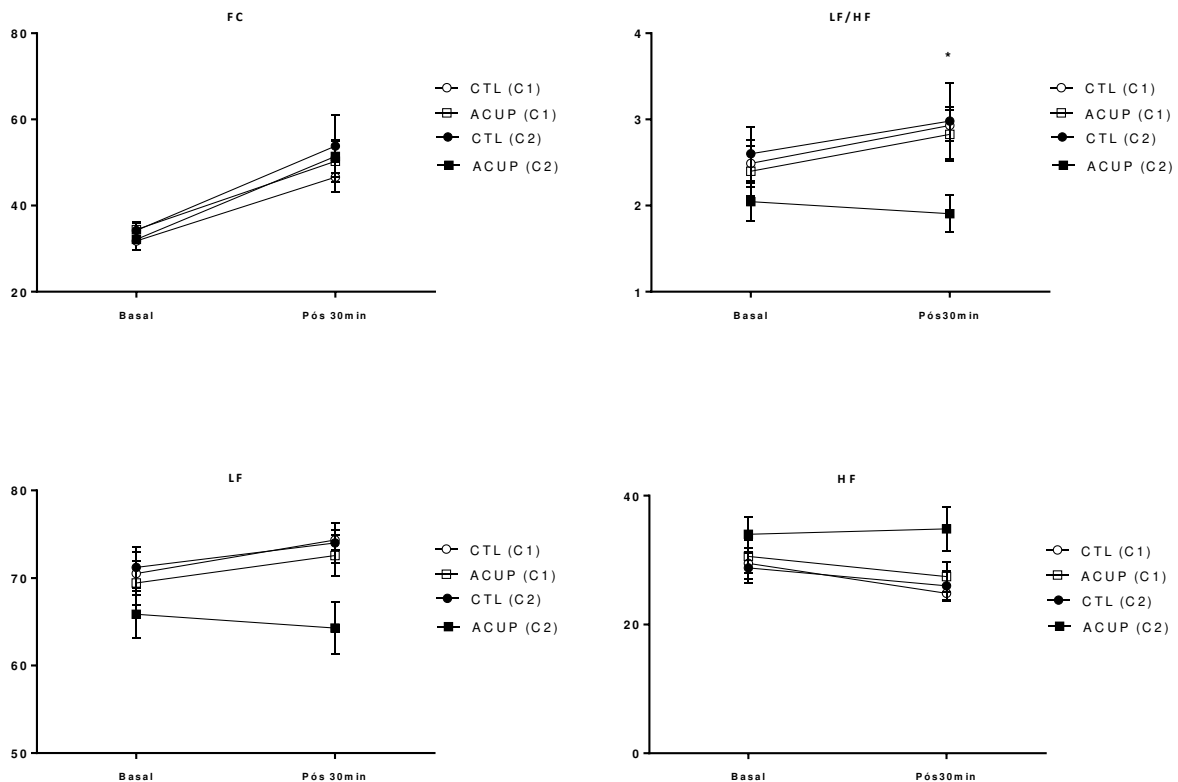 FC
80
60
40
20
Basal
Pós 30min
CTL (C1)
ACUP (C1)
CTL (C2)
ACUP (C2)
LF/HF
4
3
2
1
*
Basal
Pós30min
CTL (C1)
ACUP (C1)
CTL (C2)
ACUP (C2)
LF
80
70
60
50
Basal
Pós 30min
CTL (C1)
ACUP (C1)
CTL (C2)
ACUP (C2)
HF
40
20
0
Basal
Pós30min
CTL (C1)
ACUP (C1)
CTL (C2)
ACUP (C2)